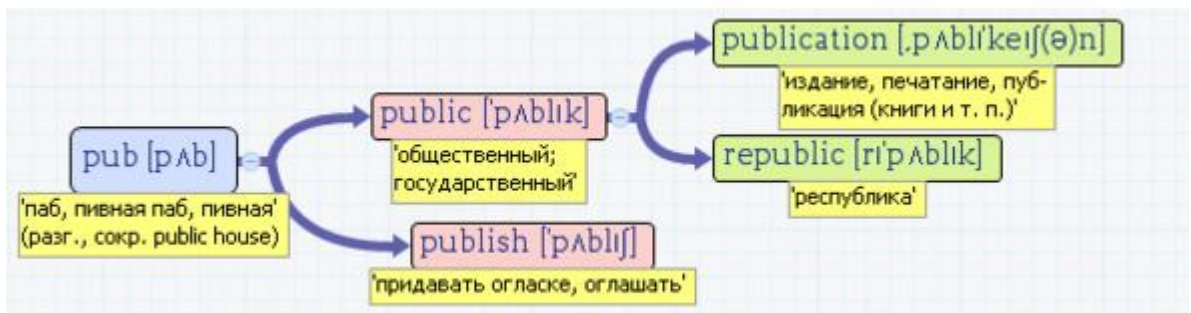 pub [pʌb]
'паб, пивная паб, пивная'
(разг., сокр. public house)
public ['pʌblɪk]
'общественный;
государственный'
publish ['pʌblɪʃ]
'придавать огласке, оглашать'
publication [ˌpʌblɪ'keɪʃ(ə)n]
'издание, печатание, пуб-
ликация (книги и т. п.)'
republic [rɪ'pʌblɪk]
'республика'